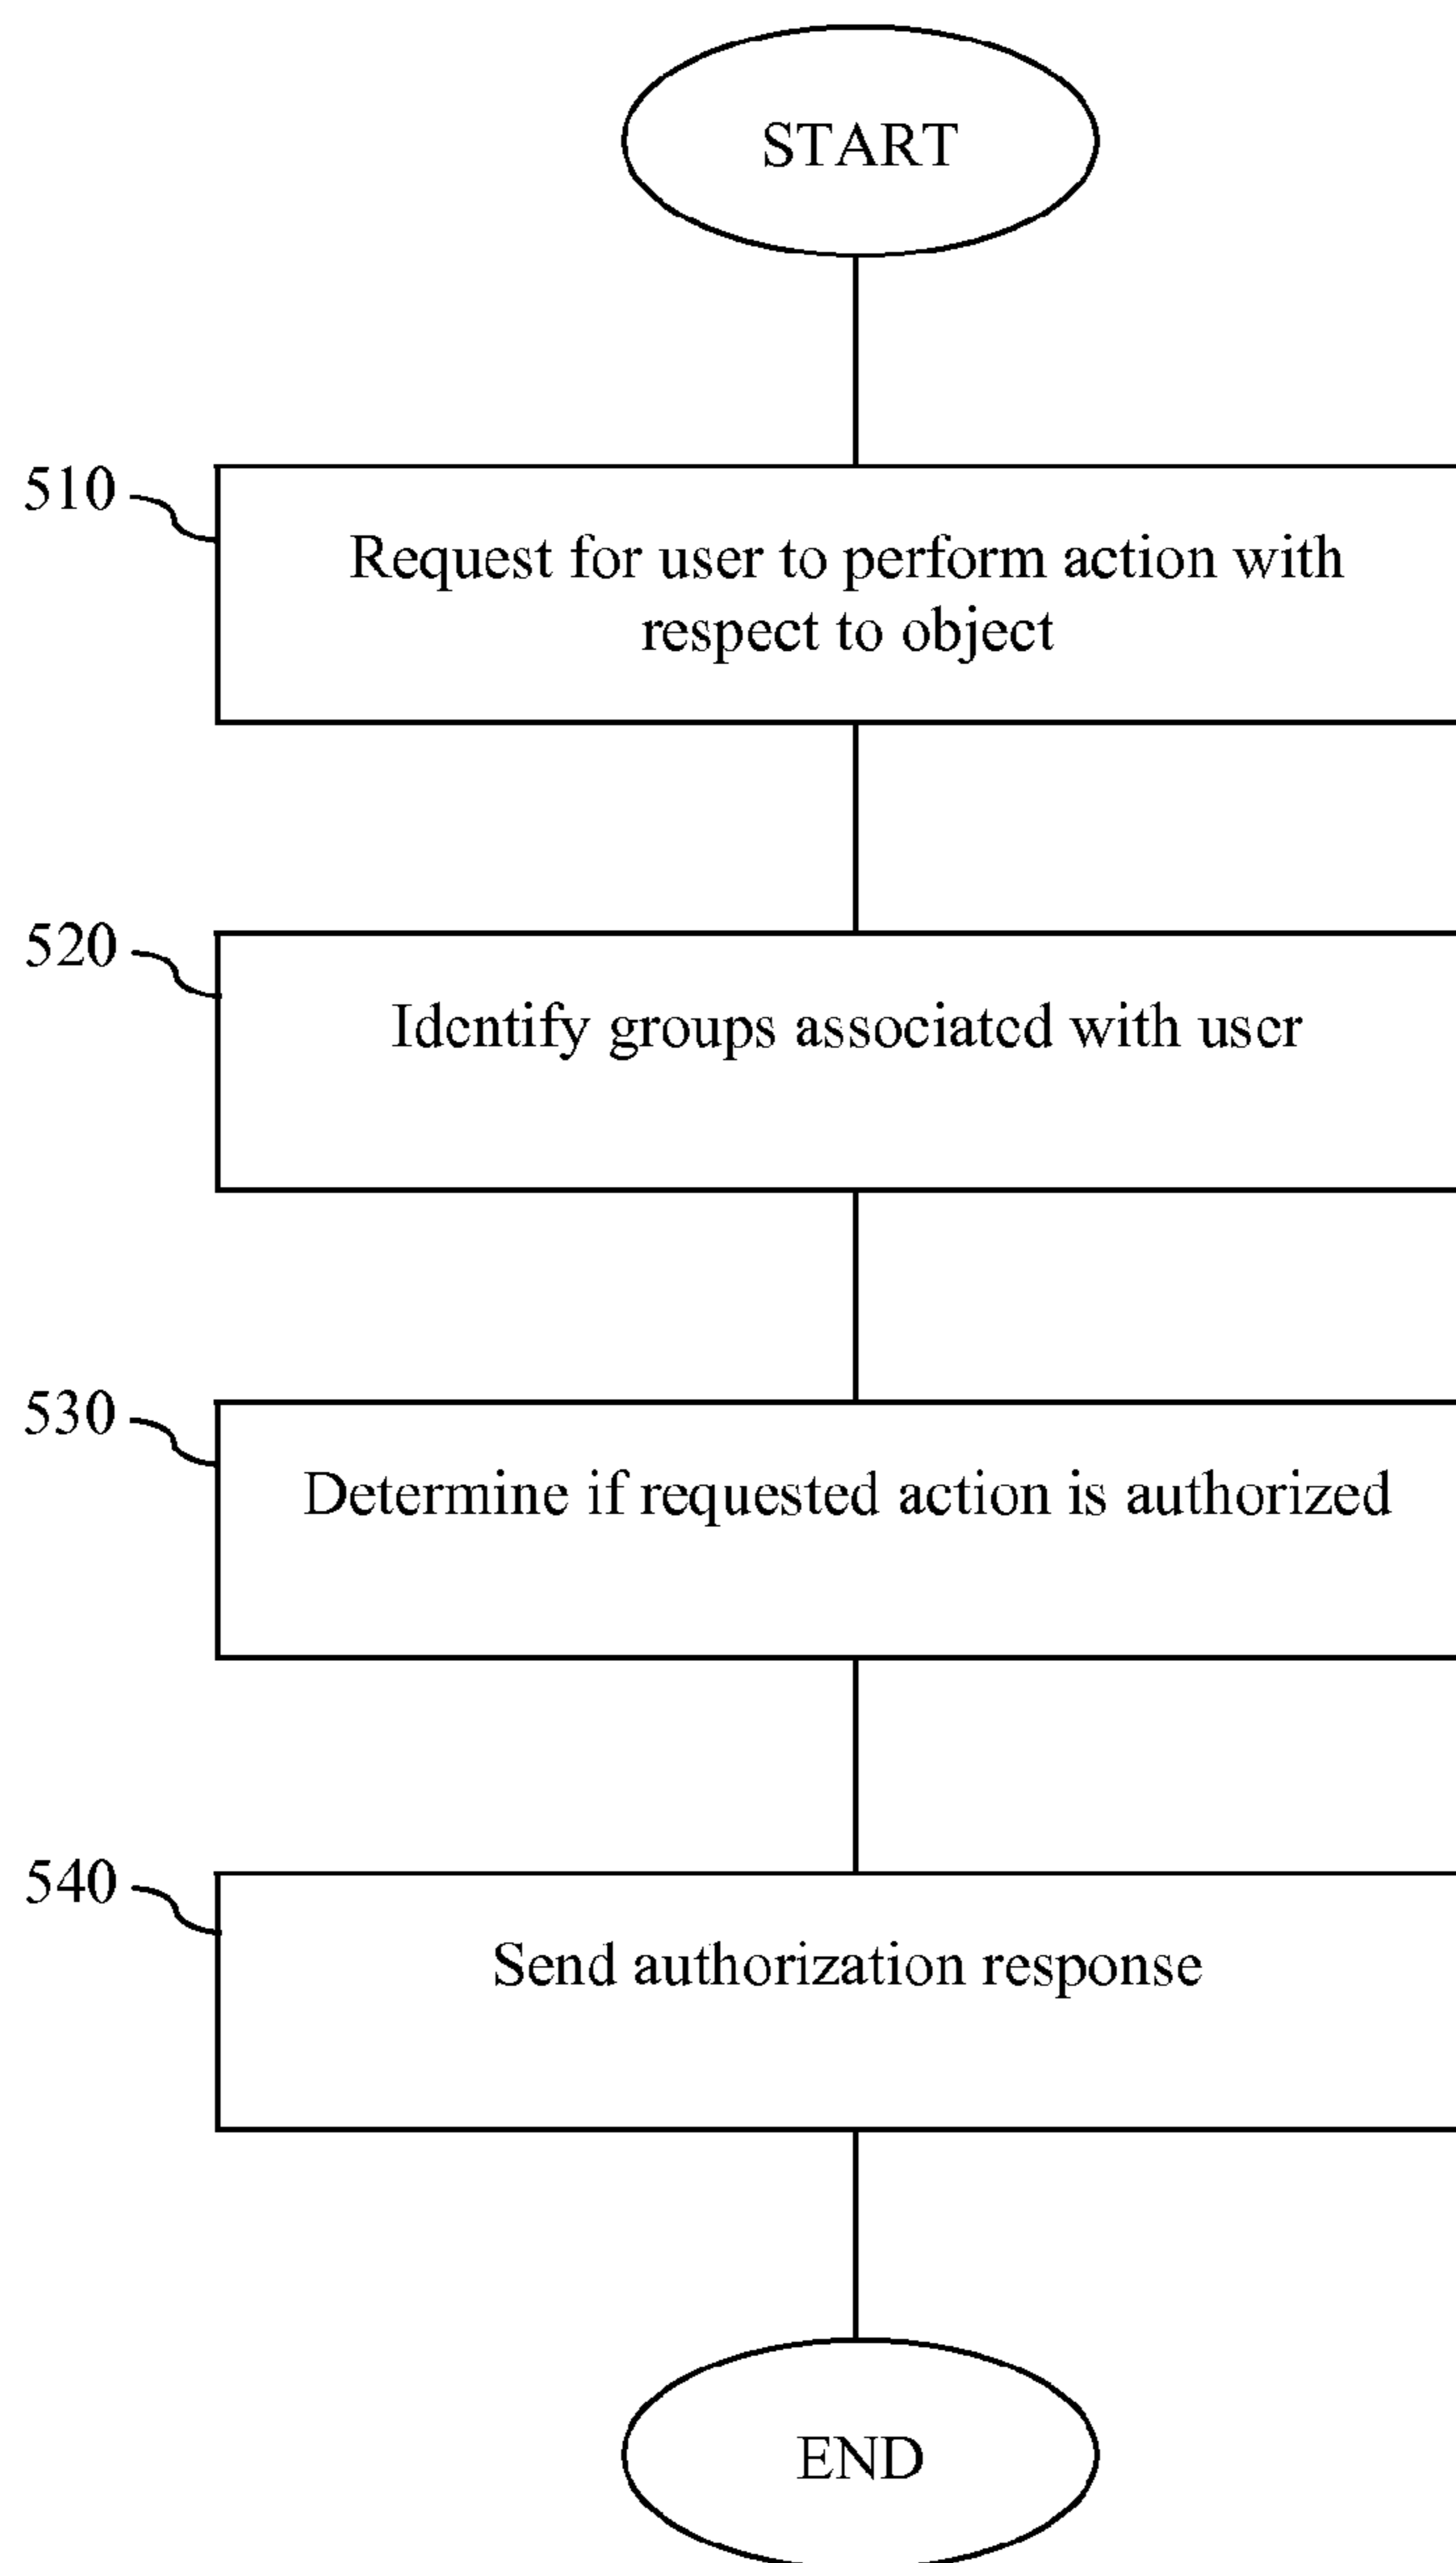 START
510
Request for user to perform action with
respect to object
520
Identify groups associated with user
530
Determine if requested action is authorized
540
Send authorization response
END